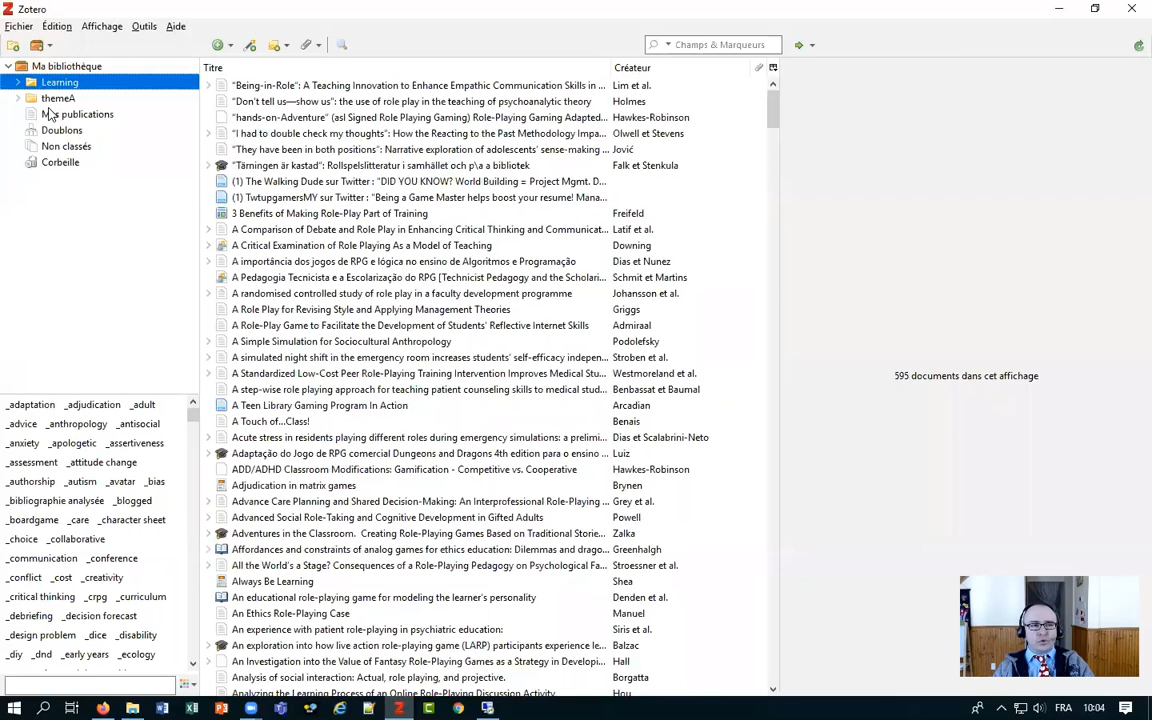 Zotero
Fichier Édition Affichage Outils Aide
Champs & Marqueurs
Ma bibliothèque
Learning
themeA
Mes publications
Doublons
Non classés
Corbeille
Titre Créateur
"Being-in-Role": A Teaching Innovation to Enhance Empathic Communication Skills in ... Lim et al.
"Don't tell us—show us": the use of role play in the teaching of psychoanalytic theory Holmes
"hands-on-Adventure" (asl Signed Role Playing Gaming) Role-Playing Gaming Adapted... Hawkes-Robinson
"I had to double check my thoughts": How the Reacting to the Past Methodology Impa... Olwell et Stevens
"They have been in both positions": Narrative exploration of adolescents' sense-making ... Jović
"Tärningen är kastad": Rollspelslitteratur i samhället och p\a a bibliotek Falk et Stenkula
(1) The Walking Dude sur Twitter : "DID YOU KNOW? World Building = Project Mgmt. D...
(1) TwtupgamersMY sur Twitter : "Being a Game Master helps boost your resume! Mana...
3 Benefits of Making Role-Play Part of Training Freifeld
A Comparison of Debate and Role Play in Enhancing Critical Thinking and Communicat... Latif et al.
A Critical Examination of Role Playing As a Model of Teaching Downing
A importância dos jogos de RPG e lógica no ensino de Algoritmos e Programação Dias et Nunez
A Pedagogia Tecnicista e a Escolarização do RPG [Technicist Pedagogy and the Scholari... Schmit et Martins
A randomised controlled study of role play in a faculty development programme Johansson et al.
A Role Play for Revising Style and Applying Management Theories Griggs
A Role-Play Game to Facilitate the Development of Students' Reflective Internet Skills Admiraal
A Simple Simulation for Sociocultural Anthropology Podolefsky
A simulated night shift in the emergency room increases students' self-efficacy indepen... Stroben et al.
A Standardized Low-Cost Peer Role-Playing Training Intervention Improves Medical Stu... Westmoreland et al.
A step-wise role playing approach for teaching patient counseling skills to medical stud... Benbassat et Baumal
A Teen Library Gaming Program In Action Arcadian
A Touch of...Class! Benais
Acute stress in residents playing different roles during emergency simulations: a prelimi... Dias et Scalabrini-Neto
Adaptação do Jogo de RPG comercial Dungeons and Dragons 4th edition para o ensino ... Luiz
ADD/ADHD Classroom Modifications: Gamification - Competitive vs. Cooperative Hawkes-Robinson
Adjudication in matrix games Brynen
Advance Care Planning and Shared Decision-Making: An Interprofessional Role-Playing ... Grey et al.
Advanced Social Role-Taking and Cognitive Development in Gifted Adults Powell
Adventures in the Classroom. Creating Role-Playing Games Based on Traditional Storie... Zalka
Affordances and constraints of analog games for ethics education: Dilemmas and drago... Greenhalgh
All the World's a Stage? Consequences of a Role-Playing Pedagogy on Psychological Fa... Stroessner et al.
Always Be Learning Shea
An educational role-playing game for modeling the learner's personality Denden et al.
An Ethics Role-Playing Case Manuel
An experience with patient role-playing in psychiatric education: Siris et al.
An exploration into how live action role-playing game (LARP) participants experience le... Balzac
An Investigation into the Value of Fantasy Role-Playing Games as a Strategy in Developi... Hall
Analysis of social interaction: Actual, role playing, and projective. Borgatta
Analyzing the Learning Process of an Online Role-Playing Discussion Activity Hou
595 documents dans cet affichage
_adaptation _adjudication _adult
_advice _anthropology _antisocial
_anxiety _apologetic _assertiveness
_assessment _attitude change
_authorship _autism _avatar _bias
_bibliographie analysée _blogged
_boardgame _care _character sheet
_choice _collaborative
_communication _conference
_conflict _cost _creativity
_critical thinking _crpg _curriculum
_debriefing _decision forecast
_design problem _dice _disability
_diy _dnd _early years _ecology
FRA 10:04